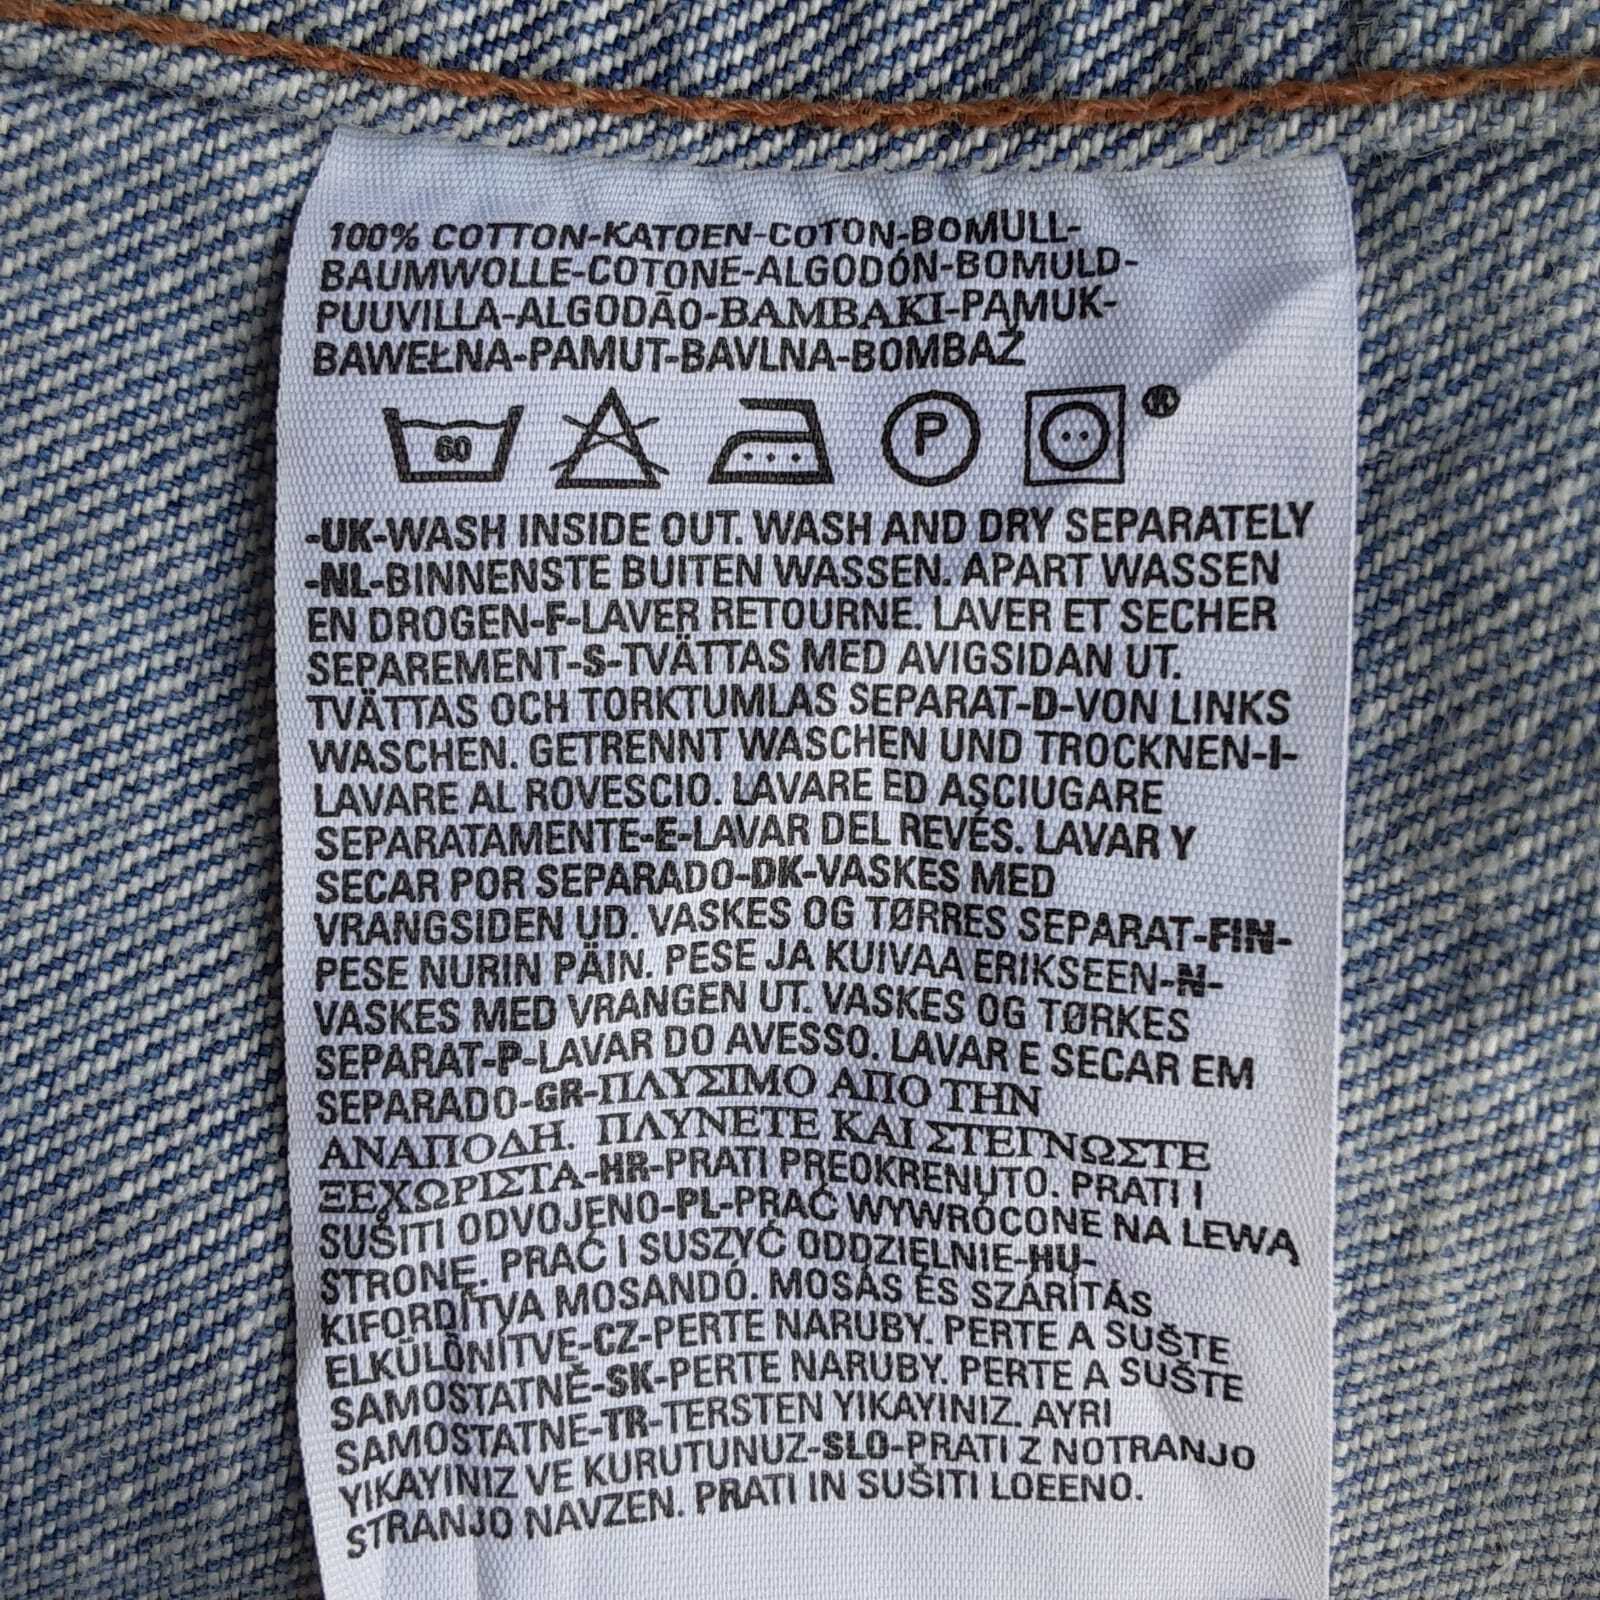 100% COTTON-KATOEN-COTON-BOMULL-
BAUMWOLLE-COTONE-ALGODÓN-BOMULD-
PUUVILLA-ALGODÃO-BAMBAKI-PAMUK-
BAWEŁNA-PAMUT-BAVLNA-BOMBAŽ
60 P ®
-UK-WASH INSIDE OUT. WASH AND DRY SEPARATELY
-NL-BINNENSTE BUITEN WASSEN. APART WASSEN
EN DROGEN-F-LAVER RETOURNE. LAVER ET SECHER
SEPAREMENT-S-TVÄTTAS MED AVIGSIDAN UT.
TVÄTTAS OCH TORKTUMLAS SEPARAT-D-VON LINKS
WASCHEN. GETRENNT WASCHEN UND TROCKNEN-I-
LAVARE AL ROVESCIO. LAVARE ED ASCIUGARE
SEPARATAMENTE-E-LAVAR DEL REVÉS. LAVAR Y
SECAR POR SEPARADO-DK-VASKES MED
VRANGSIDEN UD. VASKES OG TØRRES SEPARAT-FIN-
PESE NURIN PÄIN. PESE JA KUIVAA ERIKSEEN-N-
VASKES MED VRANGEN UT. VASKES OG TØRKES
SEPARAT-P-LAVAR DO AVESSO. LAVAR E SECAR EM
SEPARADO-GR-ΠΛΥΣΙΜΟ ΑΠΟ ΤΗΝ
ΑΝΑΠΟΔΗ. ΠΛΥΝΕΤΕ ΚΑΙ ΣΤΕΓΝΩΣΤΕ
ΞΕΧΩΡΙΣΤΑ-HR-PRATI PREOKRENUTO. PRATI I
SUŠITI ODVOJENO-PL-PRAĆ WYWRÓCONE NA LEWĄ
STRONĘ. PRAĆ I SUSZYĆ ODDZIELNIE-HU-
KIFORDÍTVA MOSANDÓ. MOSÁS ÉS SZÁRÍTÁS
ELKÜLÖNÍTVE-CZ-PERTE NARUBY. PERTE A SUŠTE
SAMOSTATNĚ-SK-PERTE NARUBY. PERTE A SUŠTE
SAMOSTATNE-TR-TERSTEN YIKAYINIZ. AYRI
YIKAYINIZ VE KURUTUNUZ-SLO-PRATI Z NOTRANJO
STRANJO NAVZEN. PRATI IN SUŠITI LOEENO.